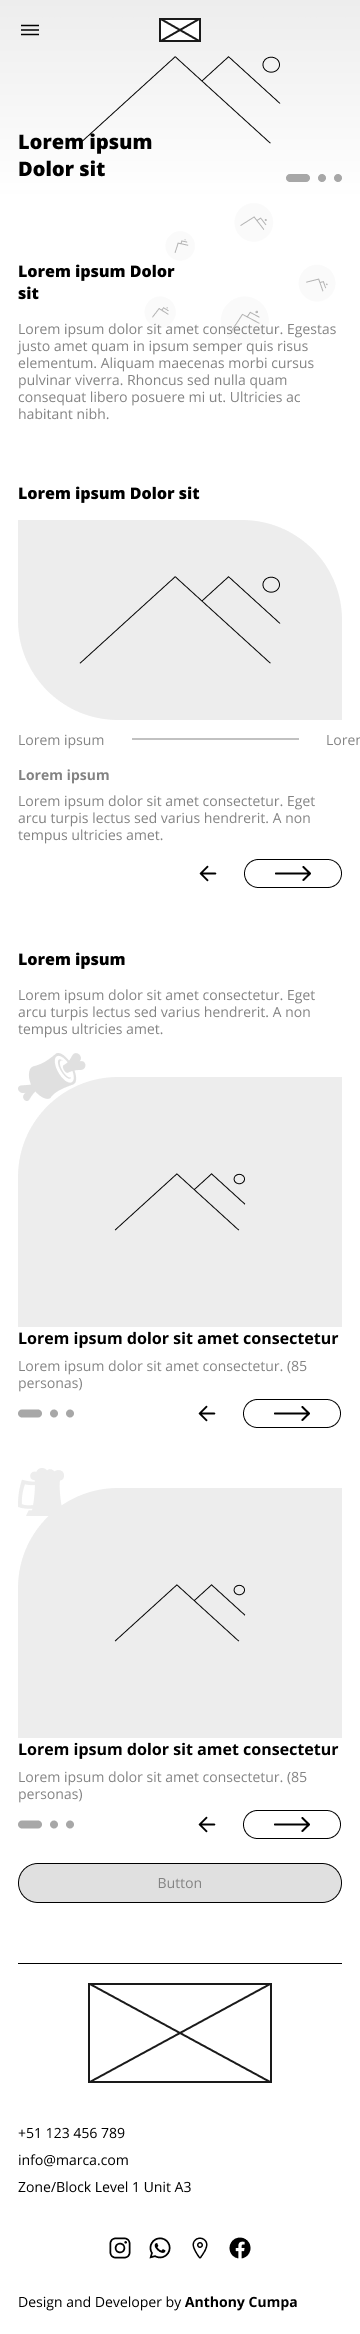 Lorem ipsum
Dolor sit
Lorem ipsum Dolor
sit
Lorem ipsum dolor sit amet consectetur. Egestas
justo amet quam in ipsum semper quis risus
elementum. Aliquam maecenas morbi cursus
pulvinar viverra. Rhoncus sed nulla quam
consequat libero posuere mi ut. Ultricies ac
habitant nibh.
Lorem ipsum Dolor sit
Lorem ipsum Lorer
Lorem ipsum
Lorem ipsum dolor sit amet consectetur. Eget
arcu turpis lectus sed varius hendrerit. A non
tempus ultricies amet.
Lorem ipsum
Lorem ipsum dolor sit amet consectetur. Eget
arcu turpis lectus sed varius hendrerit. A non
tempus ultricies amet.
Lorem ipsum dolor sit amet consectetur
Lorem ipsum dolor sit amet consectetur. (85
personas)
Lorem ipsum dolor sit amet consectetur
Lorem ipsum dolor sit amet consectetur. (85
personas)
Button
+51 123 456 789
info@marca.com
Zone/Block Level 1 Unit A3
Design and Developer by Anthony Cumpa